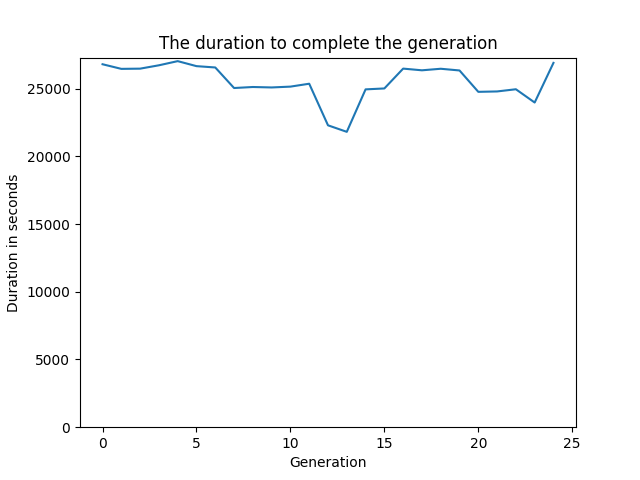 The duration to complete the generation
Duration in seconds
25000
20000
15000
10000
5000
0
0 5 10 15 20 25
Generation